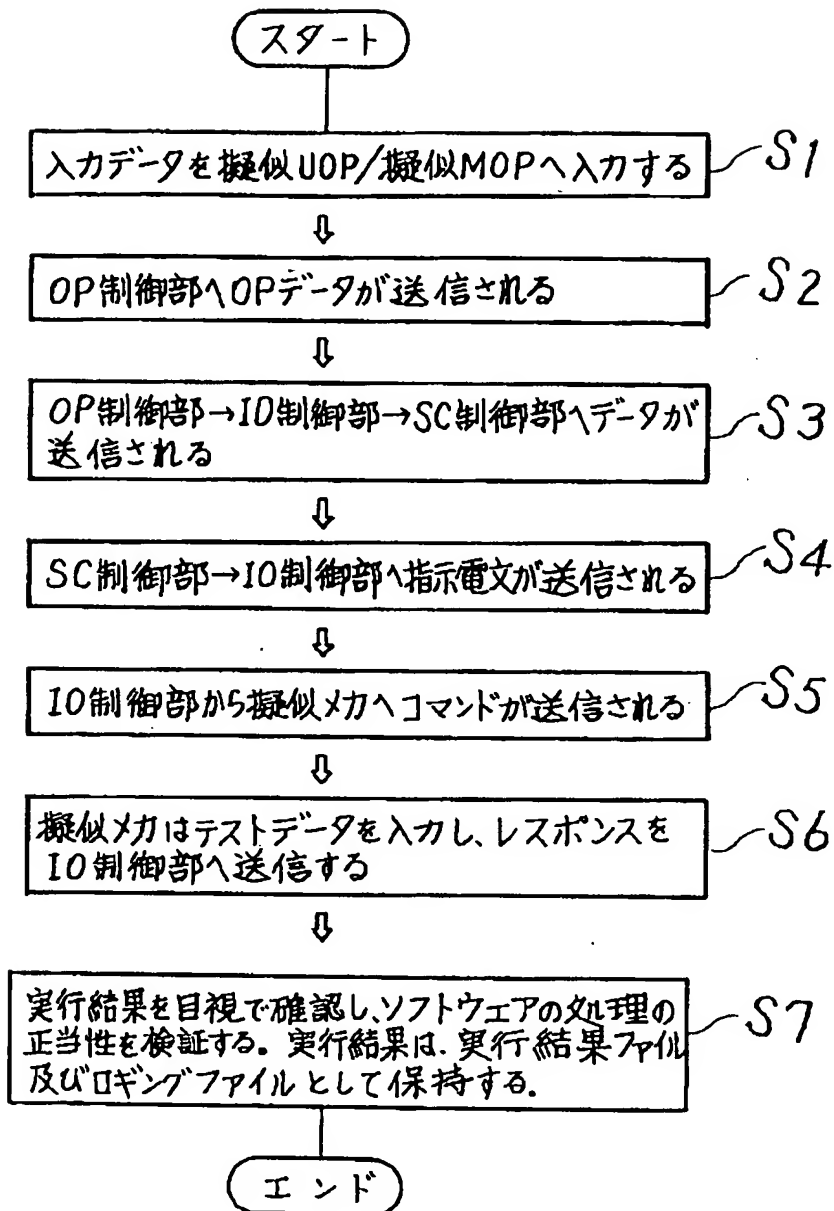 スタート
入力データを擬似UOP/擬似MOPへ入力する
S1
OP制御部へOPデータが送信される
S2
OP制御部→IO制御部→SC制御部へデータが
送信される
S3
SC制御部→IO制御部へ指示電文が送信される
S4
IO制御部から擬似メカへコマンドが送信される
S5
擬似メカはテストデータを入力し、レスポンスを
IO制御部へ送信する
S6
実行結果を目視で確認し、ソフトウェアの処理の
正当性を検証する。実行結果は、実行結果ファイル
及びロギングファイルとして保持する。
S7
エンド